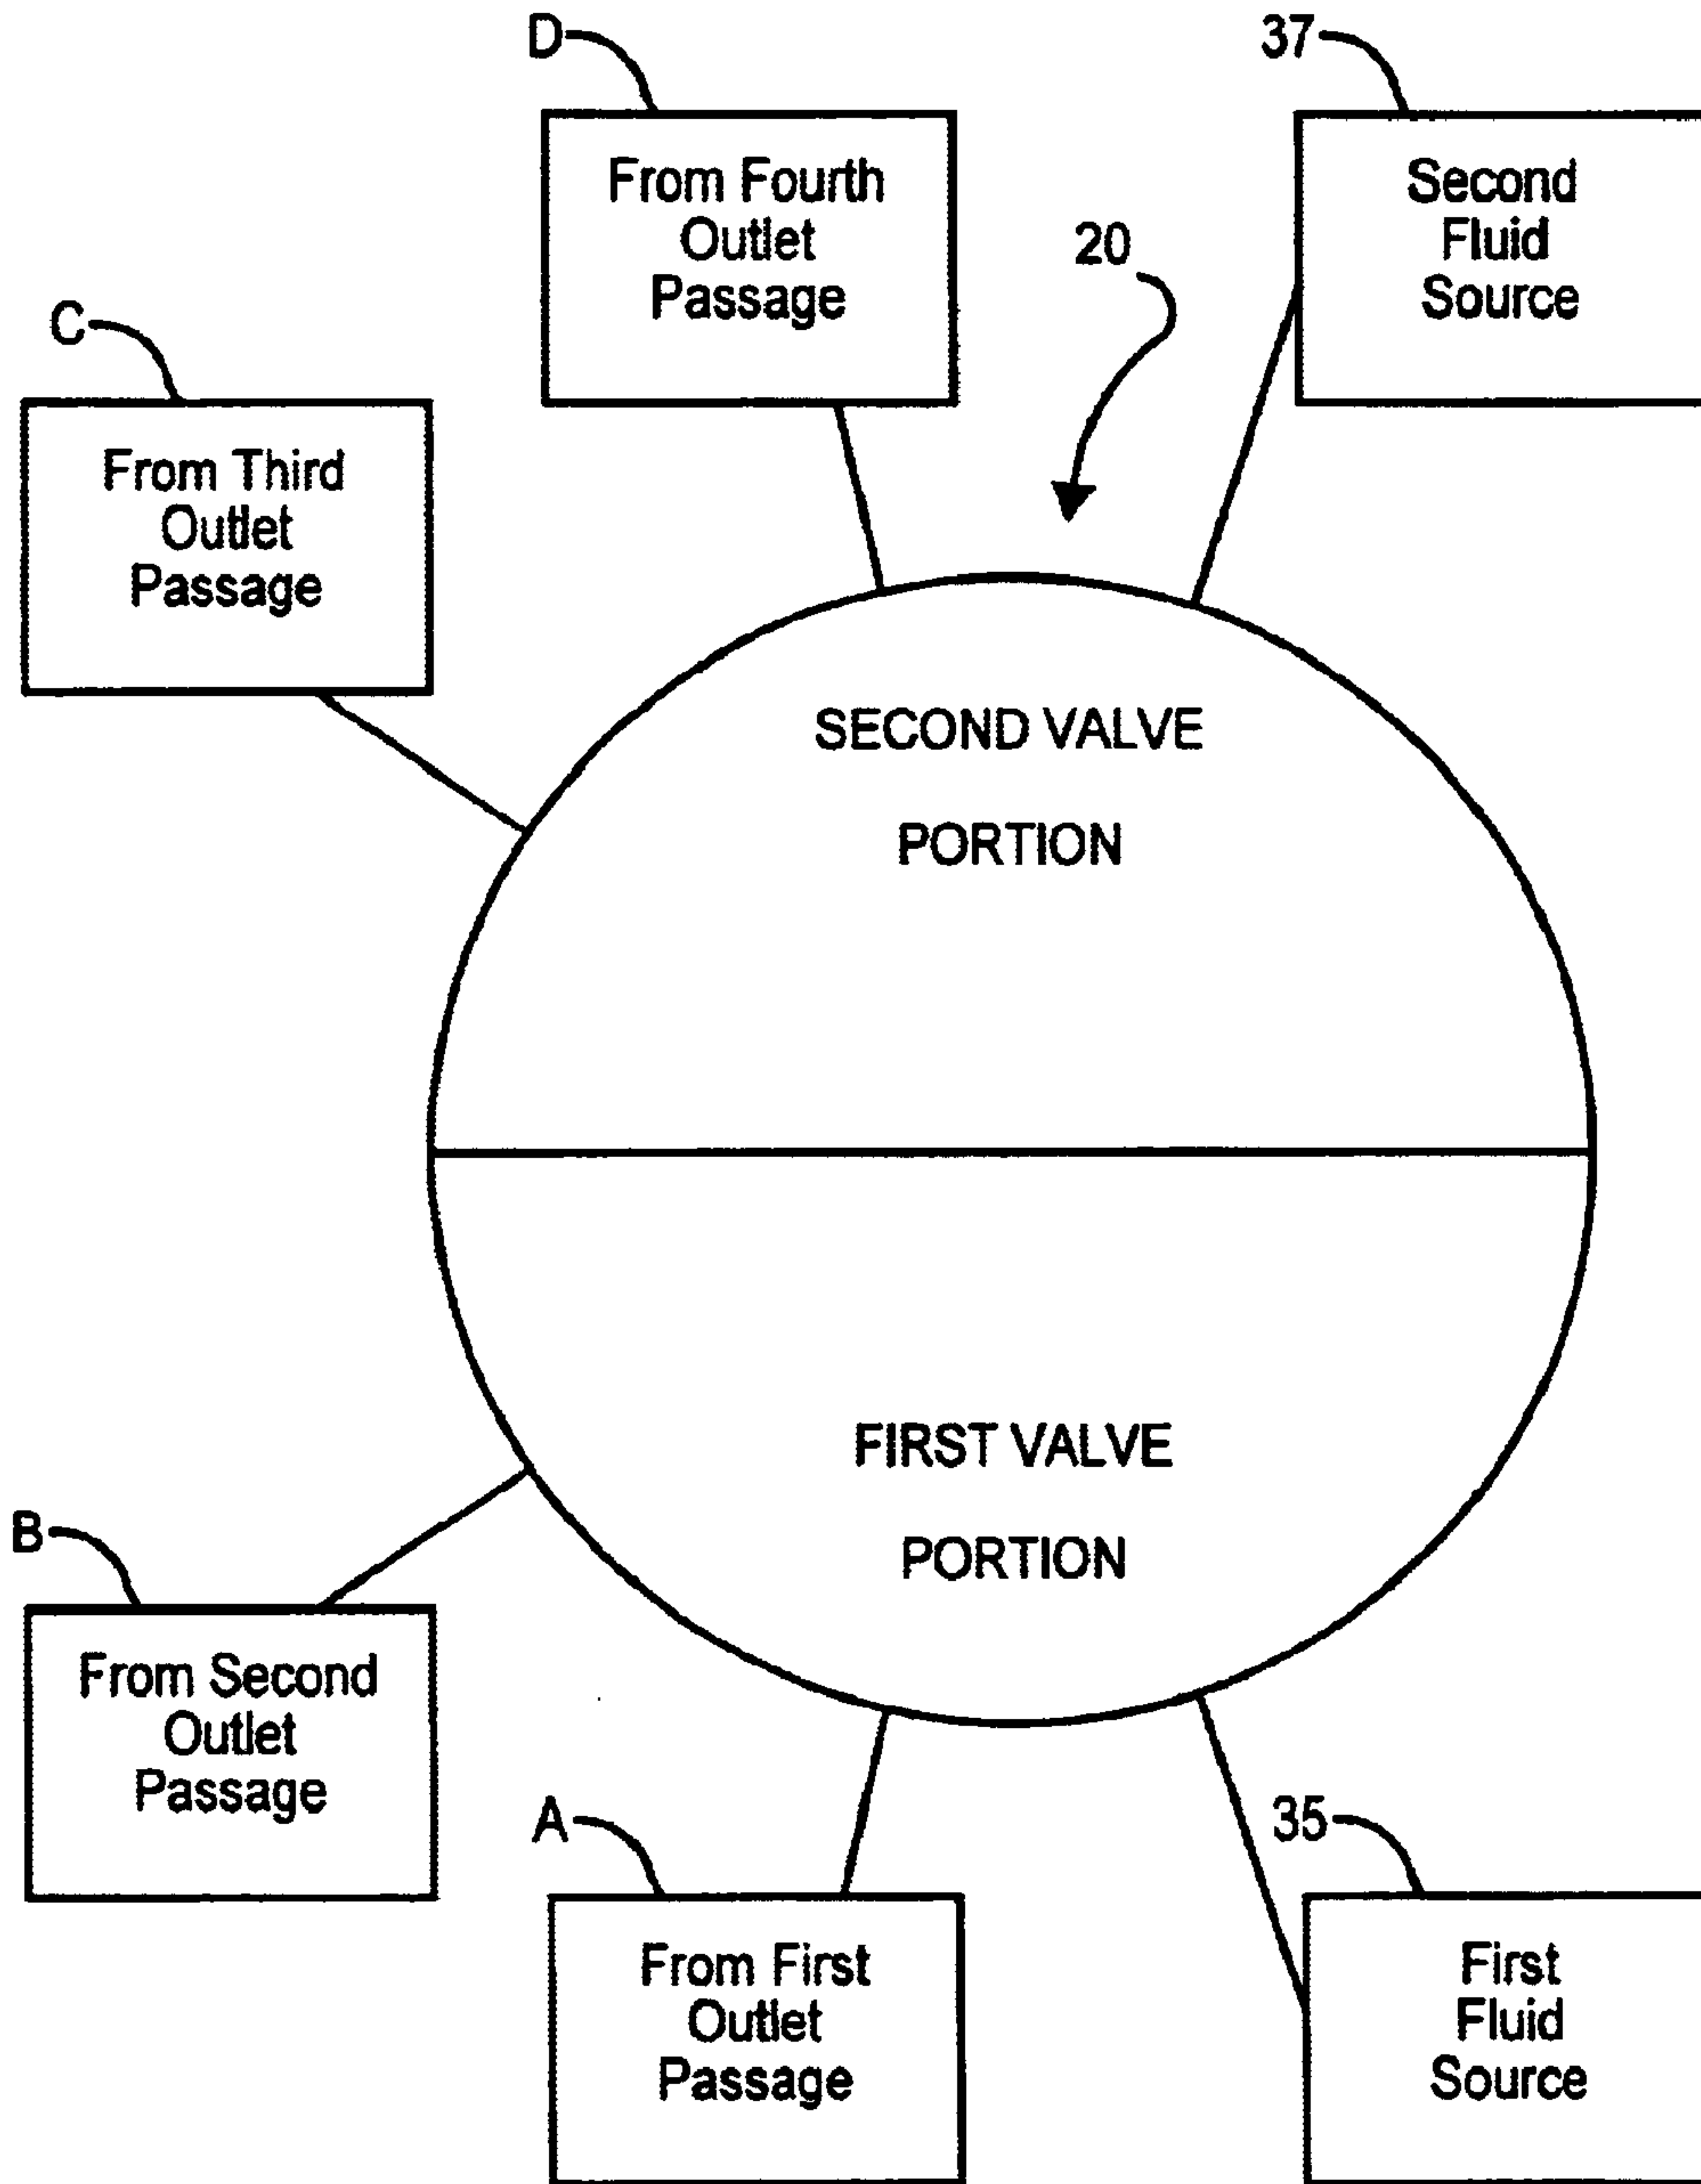 D
37
From Fourth
Outlet
Passage
Second
Fluid
Source
20
C
From Third
Outlet
Passage
SECOND VALVE
PORTION
FIRST VALVE
PORTION
B
From Second
Outlet
Passage
A
35
From First
Outlet
Passage
First
Fluid
Source